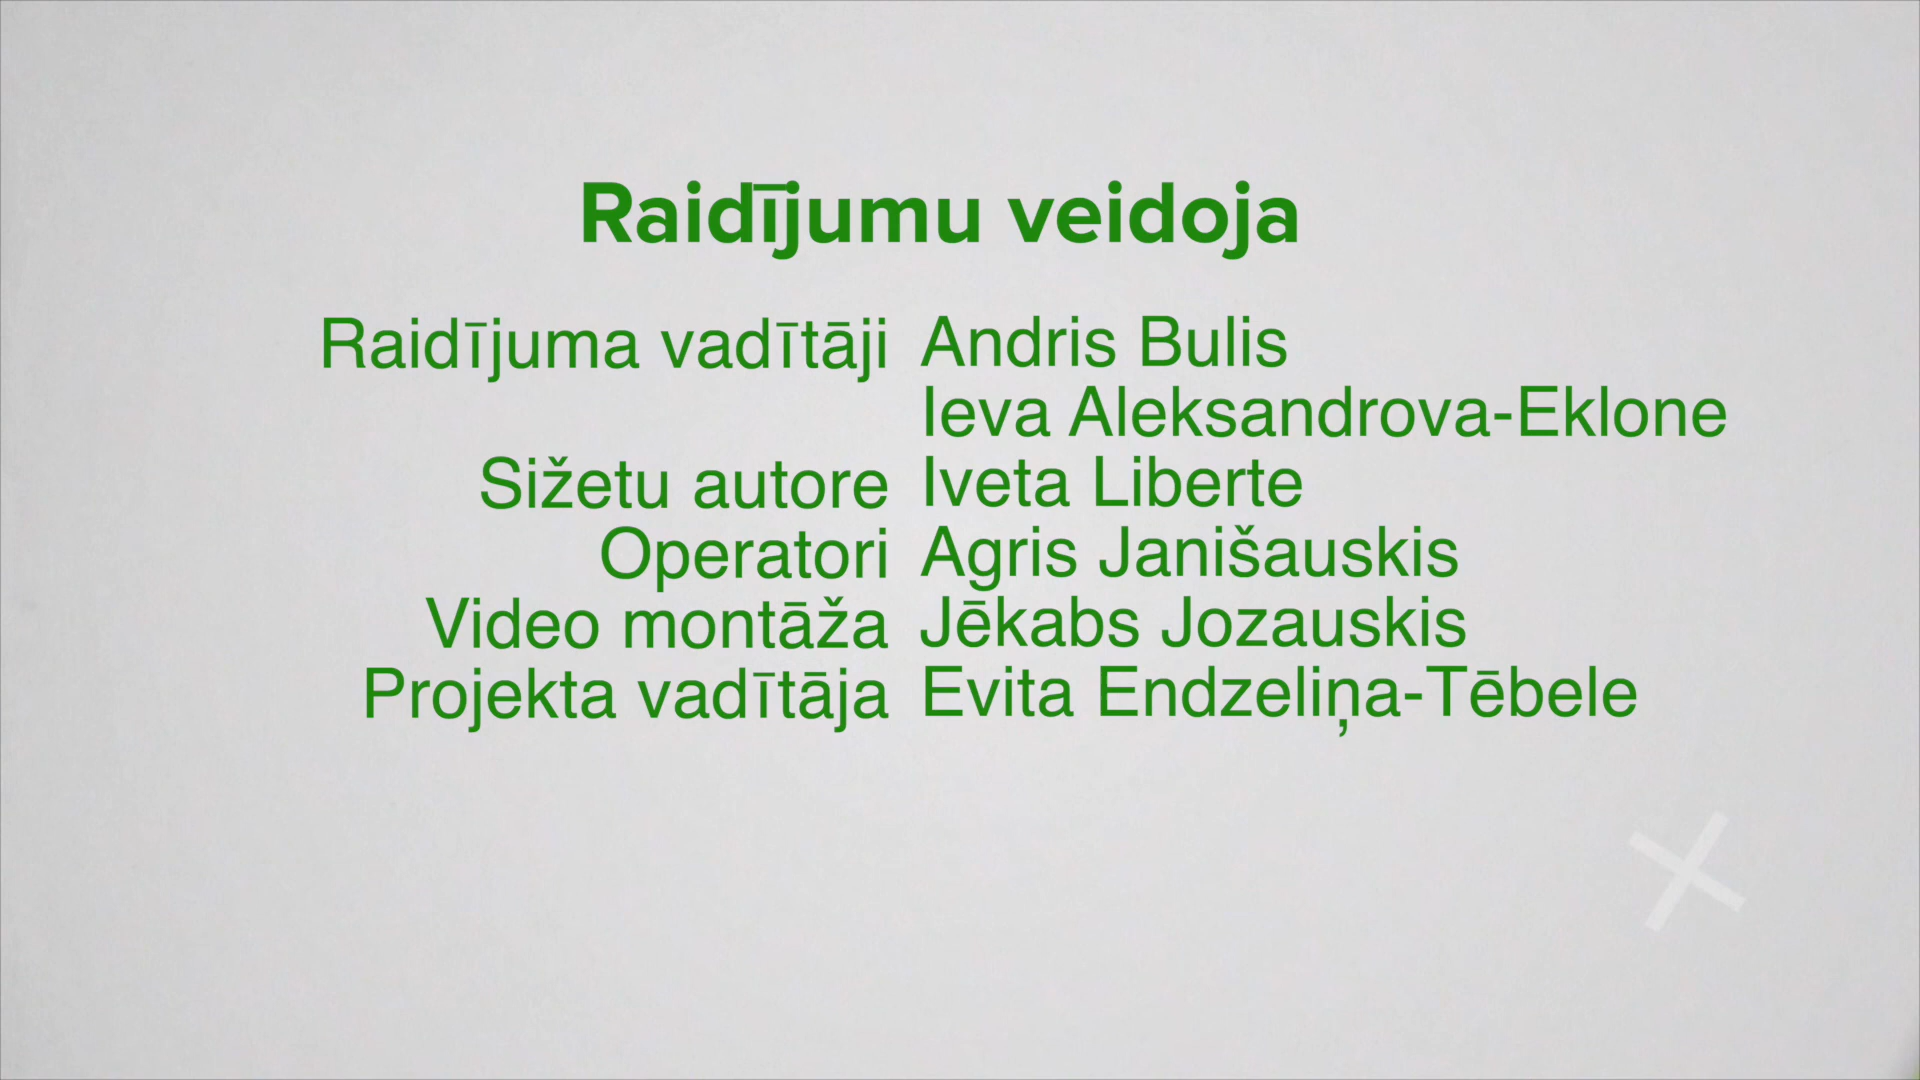 Raidījumu veidoja
Raidījuma vadītāji Andris Bulis
Ieva Aleksandrova-Eklone
Sižetu autore Iveta Liberte
Operatori Agris Janišauskis
Video montāža Jēkabs Jozauskis
Projekta vadītāja Evita Endzeliņa-Tēbele